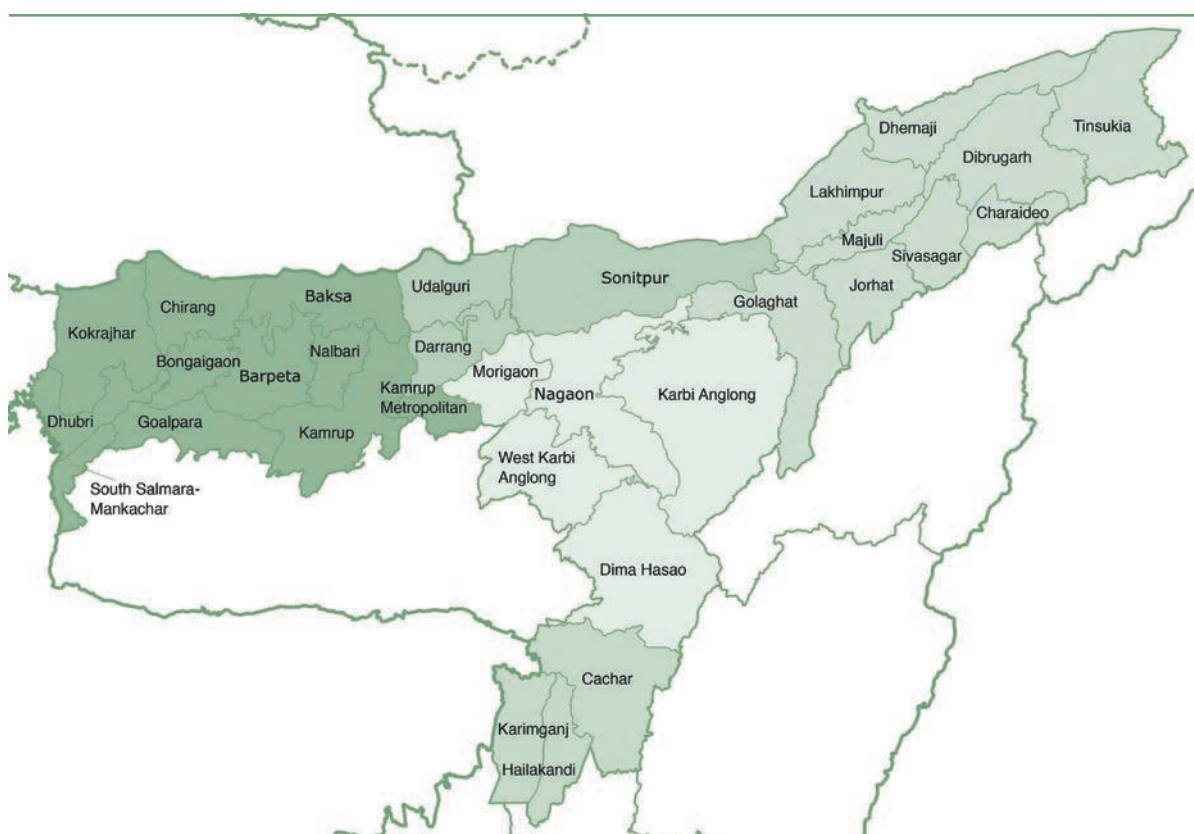 Dhemaji
Tinsukia
Dibrugarh
Lakhimpur
Charaideo
Majuli
Sivasagar
Sonitpur
Udalguri
Jorhat
Baksa
Golaghat
Chirang
Kokrajhar
Nalbari
Darrang
Bongaigaon
Barpeta
Morigaon
Kamrup
Metropolitan
Nagaon
Karbi Anglong
Dhubri
Goalpara
Kamrup
West Karbi
Anglong
South Salmara-
Mankachar
Dima Hasao
Cachar
Karimganj
Hailakandi